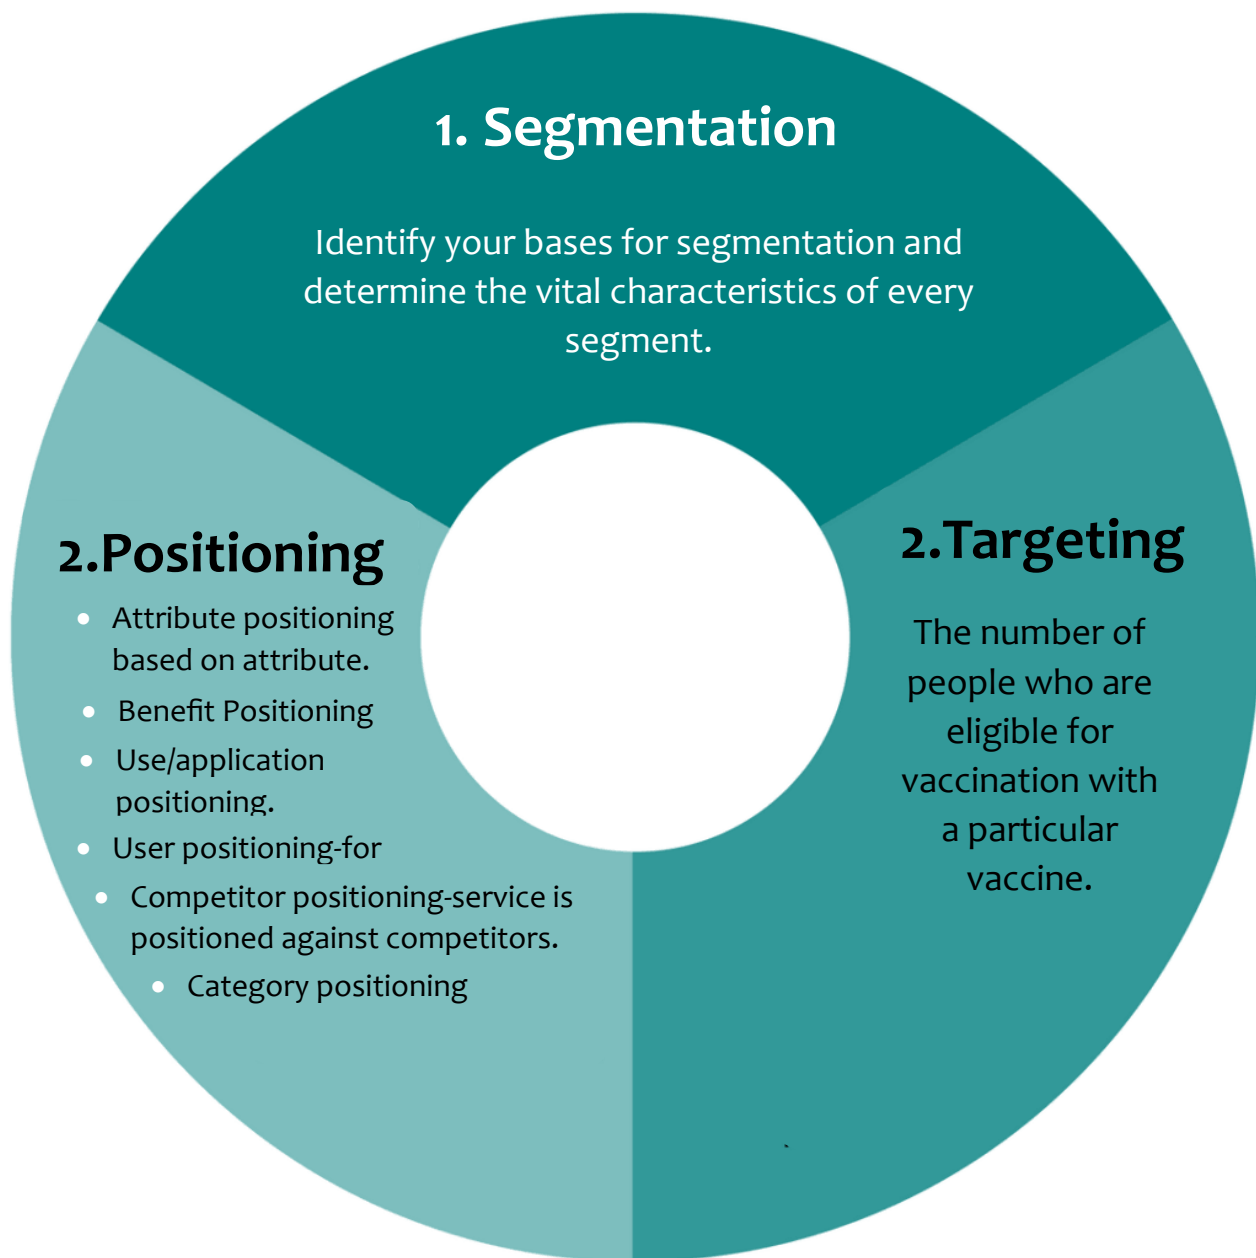 1. Segmentation
Identify your bases for segmentation and
determine the vital characteristics of every
segment.
2.Targeting
The number of
people who are
eligible for
vaccination with
a particular
vaccine.
2.Positioning
• Attribute positioning
based on attribute.
• Benefit Positioning
• Use/application
positioning.
• User positioning-for
• Competitor positioning-service is
positioned against competitors.
• Category positioning